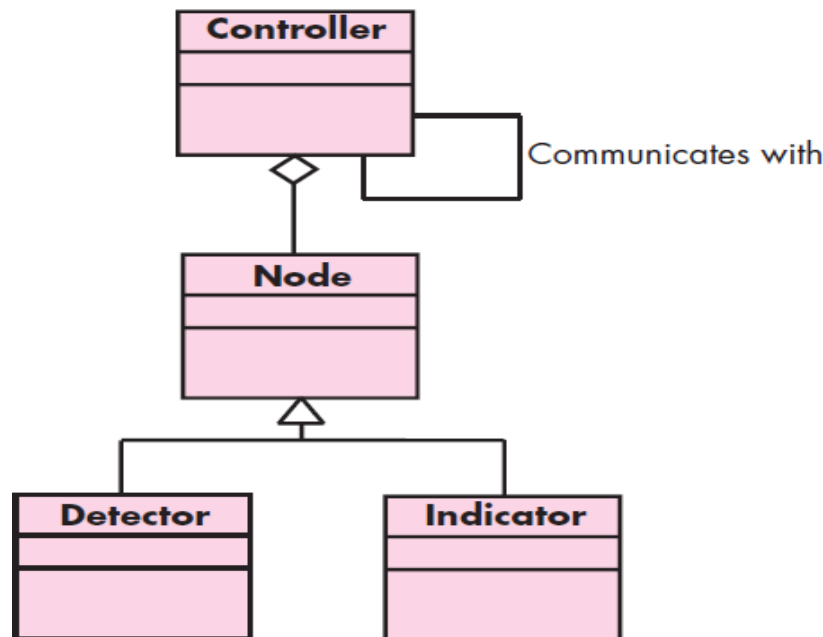 Controller
Communicates with
Node
Detector
Indicator